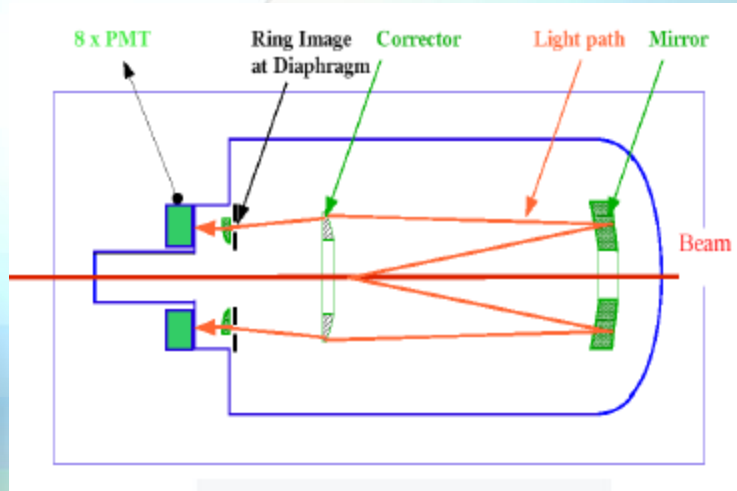 8 x PMT
Ring Image
at Diaphragm
Corrector
Light path
Mirror
Beam